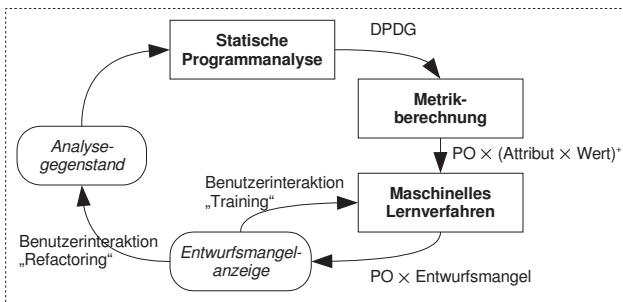 Statische
Programmanalyse
DPDG
Metrik-
berechnung
PO × (Attribut × Wert)⁺
Analyse-
gegenstand
Benutzerinteraktion
„Training“
Maschinelles
Lernverfahren
Benutzerinteraktion
„Refactoring“
Entwurfsmangel-
anzeige
PO × Entwurfsmangel